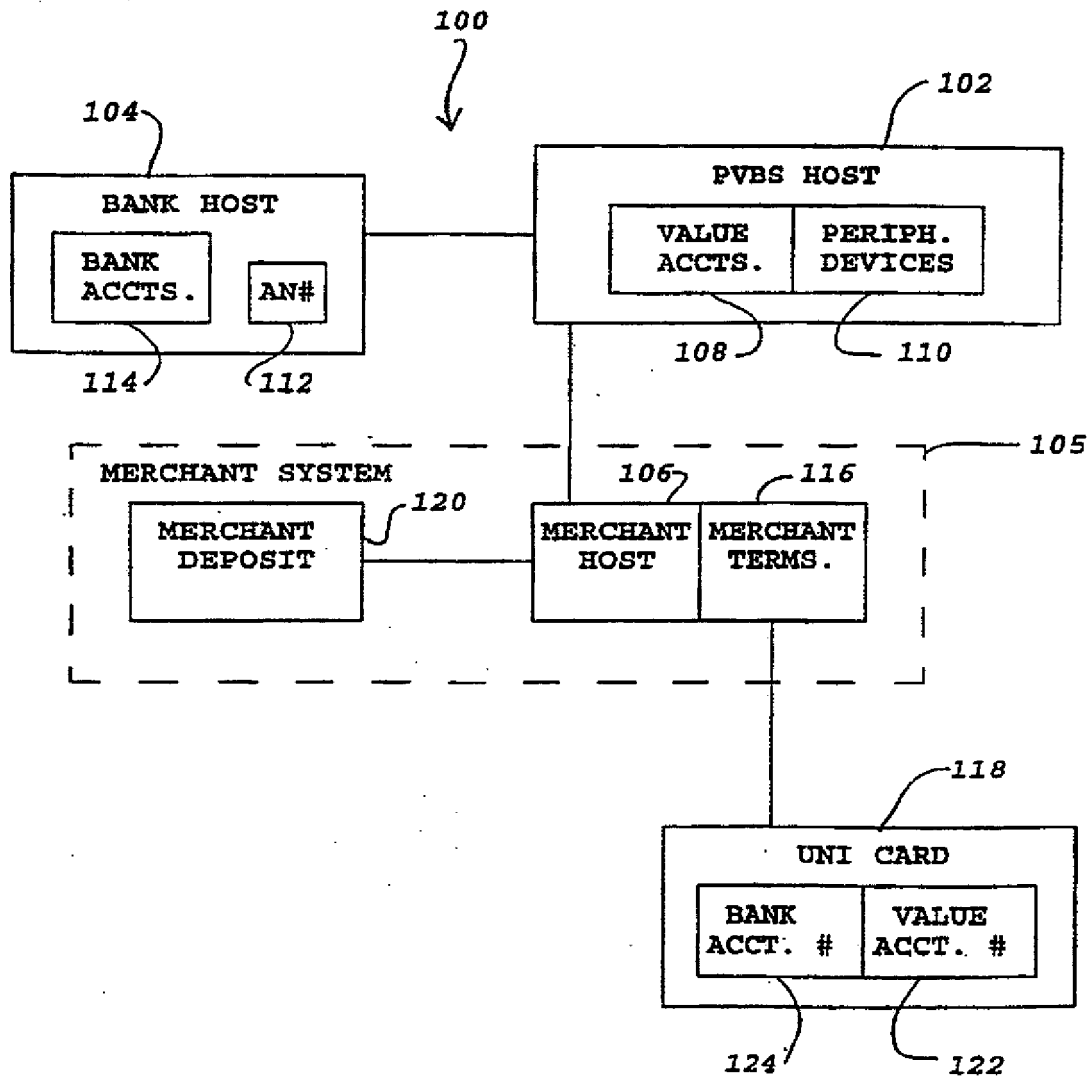 100
104
102
BANK HOST
PVBS HOST
BANK
ACCTS.
AN#
VALUE
ACCTS.
PERIPH.
DEVICES
114
112
108
110
105
MERCHANT SYSTEM
106
116
120
MERCHANT
DEPOSIT
MERCHANT
HOST
MERCHANT
TERMS.
118
UNI CARD
BANK
ACCT. #
VALUE
ACCT. #
124
122